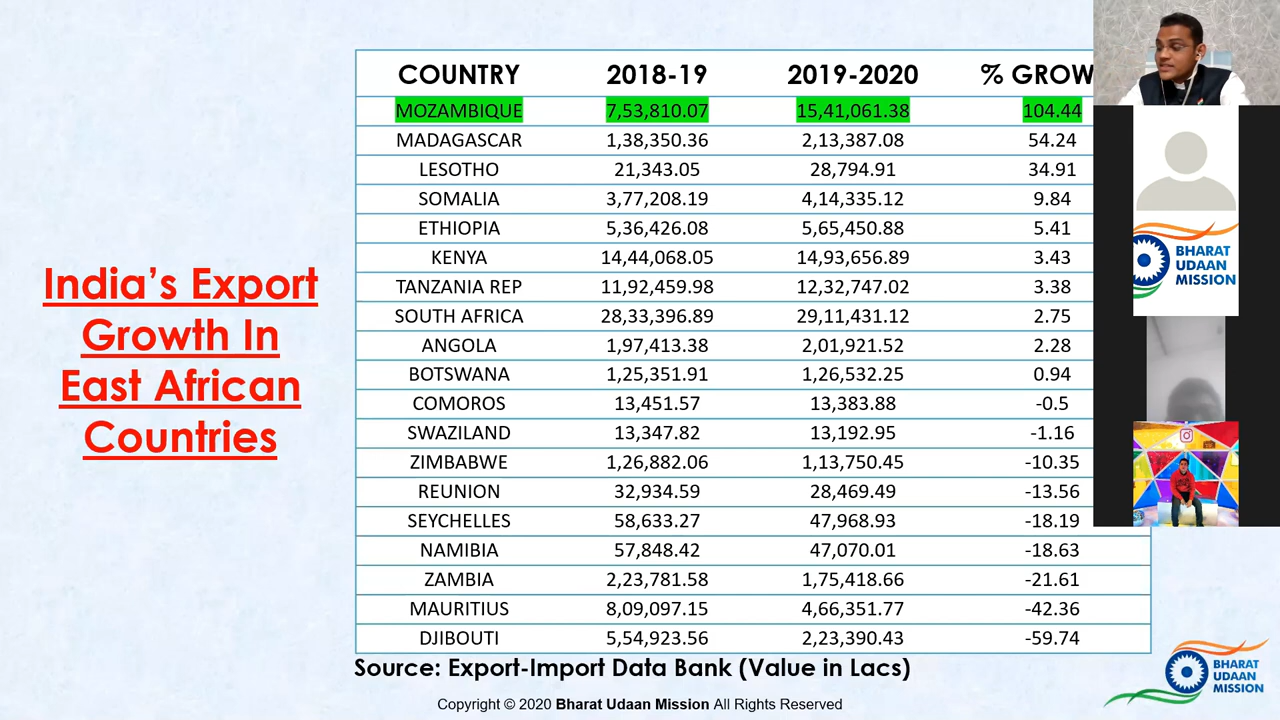 India's Export
Growth In
East African
Countries
COUNTRY 2018-19 2019-2020 % GROW
MOZAMBIQUE 7,53,810.07 15,41,061.38 104.44
MADAGASCAR 1,38,350.36 2,13,387.08 54.24
LESOTHO 21,343.05 28,794.91 34.91
SOMALIA 3,77,208.19 4,14,335.12 9.84
ETHIOPIA 5,36,426.08 5,65,450.88 5.41
KENYA 14,44,068.05 14,93,656.89 3.43
TANZANIA REP 11,92,459.98 12,32,747.02 3.38
SOUTH AFRICA 28,33,396.89 29,11,431.12 2.75
ANGOLA 1,97,413.38 2,01,921.52 2.28
BOTSWANA 1,25,351.91 1,26,532.25 0.94
COMOROS 13,451.57 13,383.88 -0.5
SWAZILAND 13,347.82 13,192.95 -1.16
ZIMBABWE 1,26,882.06 1,13,750.45 -10.35
REUNION 32,934.59 28,469.49 -13.56
SEYCHELLES 58,633.27 47,968.93 -18.19
NAMIBIA 57,848.42 47,070.01 -18.63
ZAMBIA 2,23,781.58 1,75,418.66 -21.61
MAURITIUS 8,09,097.15 4,66,351.77 -42.36
DJIBOUTI 5,54,923.56 2,23,390.43 -59.74
Source: Export-Import Data Bank (Value in Lacs)
Copyright © 2020 Bharat Udaan Mission All Rights Reserved
BHARAT
UDAAN
MISSION
BHARAT
UDAAN
MISSION